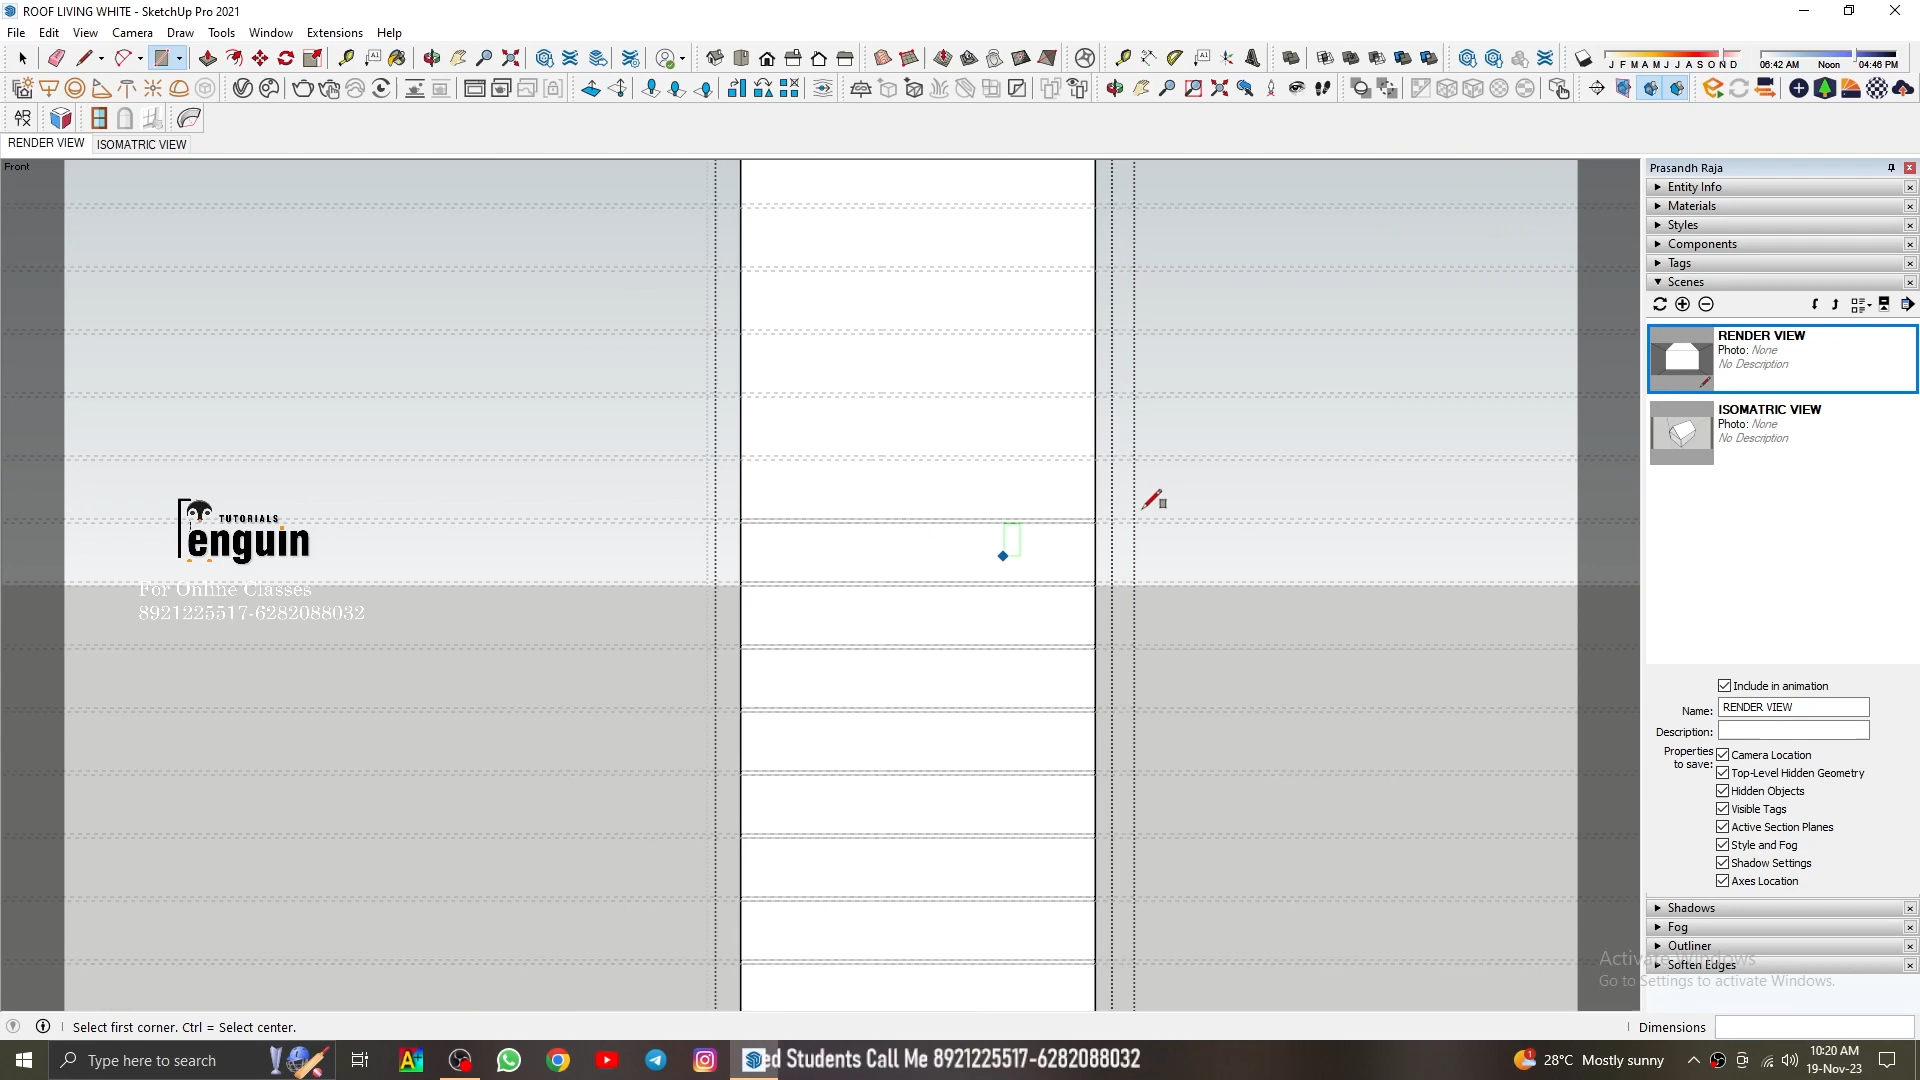 ROOF LIVING WHITE - SketchUp Pro 2021
File Edit View Camera Draw Tools Window Extensions Help
J F M A M J J A S O N D
06:42 AM Noon 04:46 PM
RENDER VIEW ISOMATRIC VIEW
Front
Prasandh Raja
Entity Info
Materials
Styles
Components
Tags
Scenes
RENDER VIEW
Photo: None
No Description
ISOMATRIC VIEW
Photo: None
No Description
TUTORIALS
enguin
For Online Classes
8921225517-6282088032
Include in animation
Name: RENDER VIEW
Description:
Properties to save:
Camera Location
Top-Level Hidden Geometry
Hidden Objects
Visible Tags
Active Section Planes
Style and Fog
Shadow Settings
Axes Location
Shadows
Fog
Outliner
Soften Edges
Activate Windows
Go to Settings to activate Windows.
Select first corner. Ctrl = Select center.
Dimensions
Type here to search
ed Students Call Me 8921225517-6282088032
28°C Mostly sunny
10:20 AM
19-Nov-23